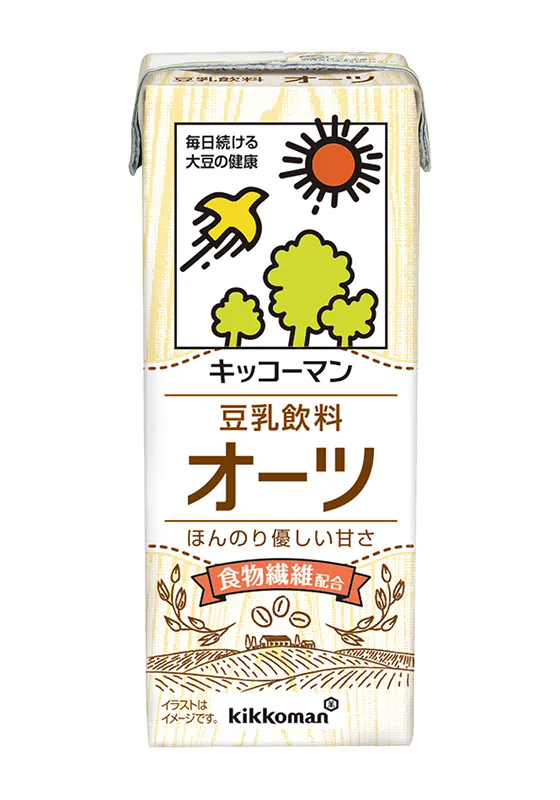 豆乳飲料 オーツ
毎日続ける
大豆の健康
キッコーマン
豆乳飲料
オーツ
ほんのり優しい甘さ
食物繊維配合
イラストは
イメージです。
kikkoman